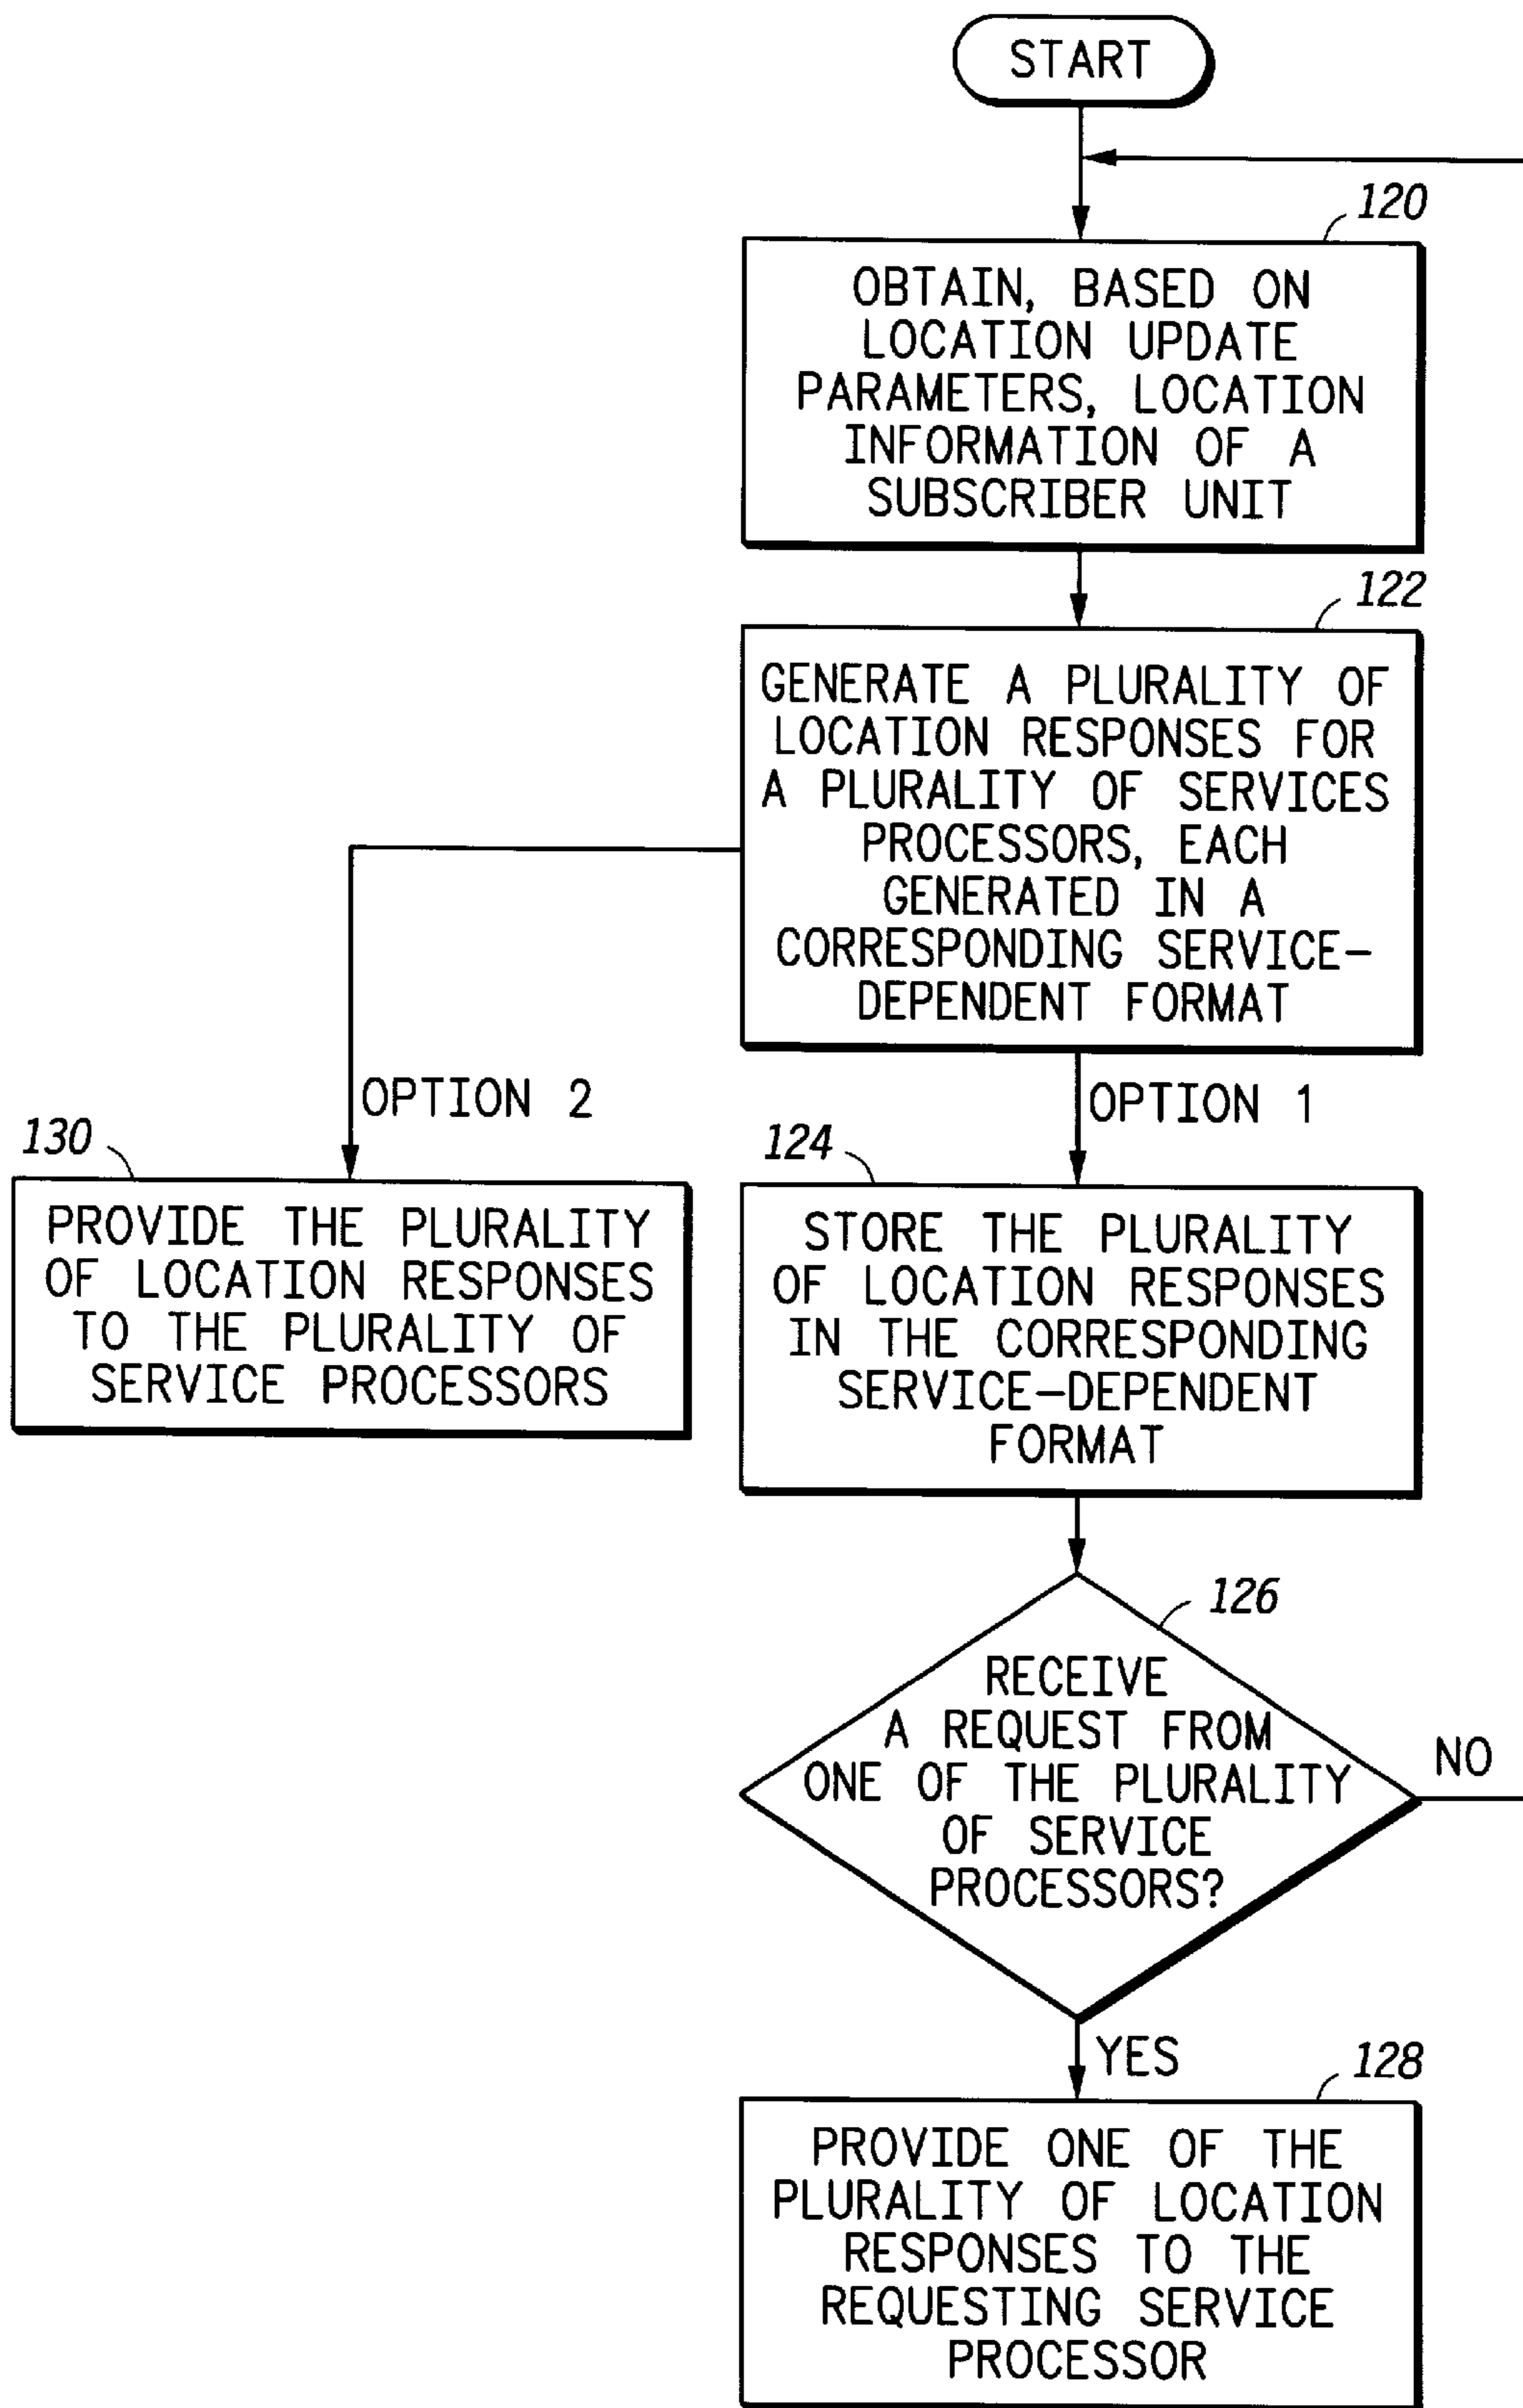 START
120
OBTAIN, BASED ON
LOCATION UPDATE
PARAMETERS, LOCATION
INFORMATION OF A
SUBSCRIBER UNIT
122
GENERATE A PLURALITY OF
LOCATION RESPONSES FOR
A PLURALITY OF SERVICES
PROCESSORS, EACH
GENERATED IN A
CORRESPONDING SERVICE-
DEPENDENT FORMAT
OPTION 2
OPTION 1
130
PROVIDE THE PLURALITY
OF LOCATION RESPONSES
TO THE PLURALITY OF
SERVICE PROCESSORS
124
STORE THE PLURALITY
OF LOCATION RESPONSES
IN THE CORRESPONDING
SERVICE-DEPENDENT
FORMAT
126
RECEIVE
A REQUEST FROM
ONE OF THE PLURALITY
OF SERVICE
PROCESSORS?
NO
YES
128
PROVIDE ONE OF THE
PLURALITY OF LOCATION
RESPONSES TO THE
REQUESTING SERVICE
PROCESSOR